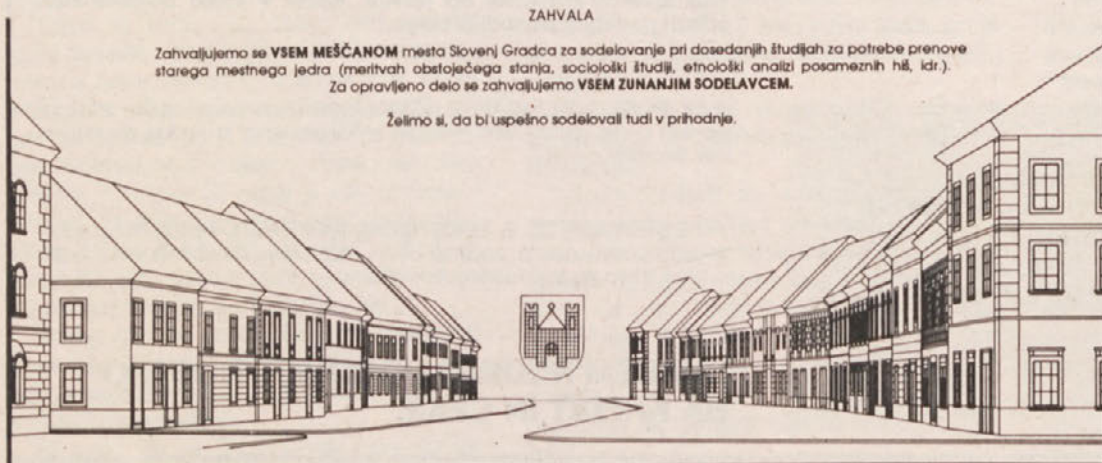 ZAHVALA
Zahvaljujemo se VSEM MEŠČANOM mesta Slovenj Gradca za sodelovanje pri dosedanjih študijah za potrebe prenove
starega mestnega jedra (meritvah obstoječega stanja, sociološki študiji, etnološki analizi posameznih hiš, idr.).
Za opravljeno delo se zahvaljujemo VSEM ZUNANJIM SODELAVCEM.
Želimo si, da bi uspešno sodelovali tudi v prihodnje.